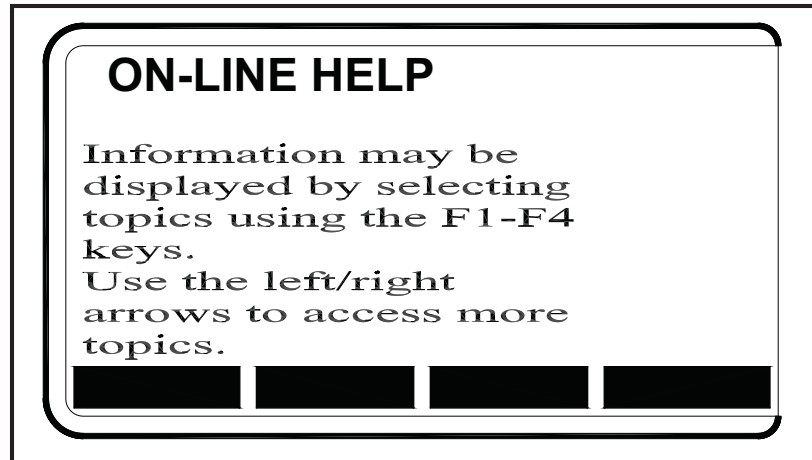 ON-LINE HELP
Information may be
displayed by selecting
topics using the F1-F4
keys.
Use the left/right
arrows to access more
topics.